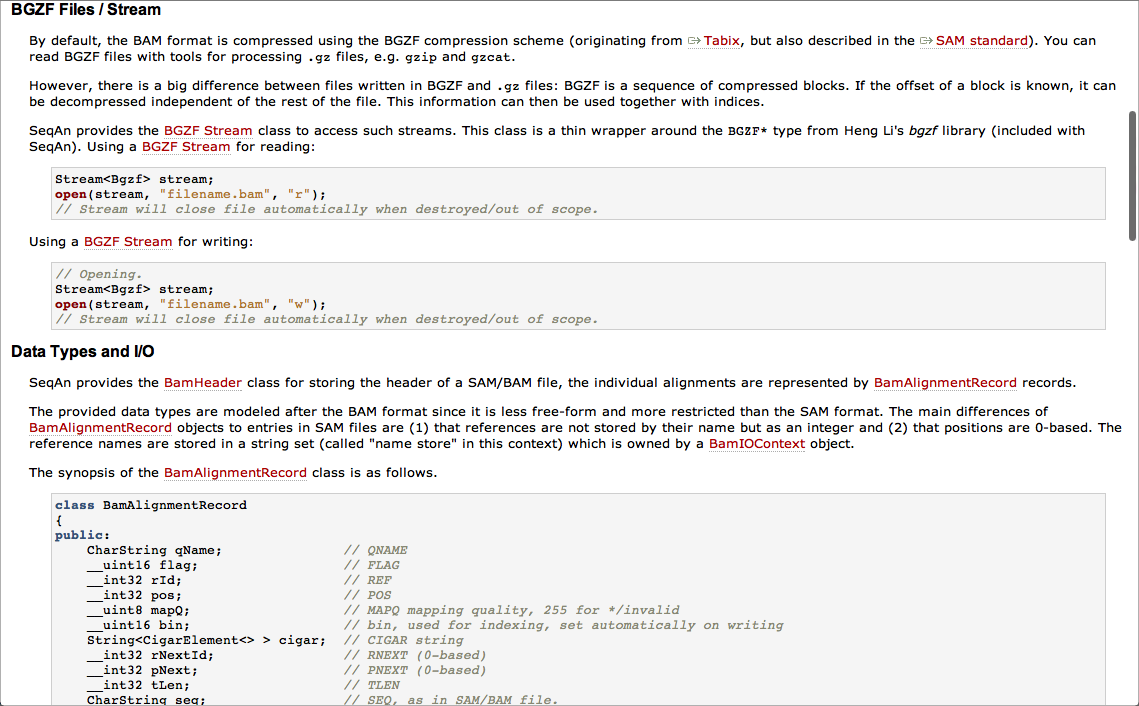 BGZF Files / Stream
By default, the BAM format is compressed using the BGZF compression scheme (originating from Tabix, but also described in the SAM standard). You can
read BGZF files with tools for processing .gz files, e.g. gzip and gzcat.
However, there is a big difference between files written in BGZF and .gz files: BGZF is a sequence of compressed blocks. If the offset of a block is known, it can
be decompressed independent of the rest of the file. This information can then be used together with indices.
SeqAn provides the BGZF Stream class to access such streams. This class is a thin wrapper around the BGZF* type from Heng Li's bgzf library (included with
SeqAn). Using a BGZF Stream for reading:
Stream<Bgzf> stream;
open(stream, "filename.bam", "r");
// Stream will close file automatically when destroyed/out of scope.
Using a BGZF Stream for writing:
// Opening.
Stream<Bgzf> stream;
open(stream, "filename.bam", "w");
// Stream will close file automatically when destroyed/out of scope.
Data Types and I/O
SeqAn provides the BamHeader class for storing the header of a SAM/BAM file, the individual alignments are represented by BamAlignmentRecord records.
The provided data types are modeled after the BAM format since it is less free-form and more restricted than the SAM format. The main differences of
BamAlignmentRecord objects to entries in SAM files are (1) that references are not stored by their name but as an integer and (2) that positions are 0-based. The
reference names are stored in a string set (called "name store" in this context) which is owned by a BamIOContext object.
The synopsis of the BamAlignmentRecord class is as follows.
class BamAlignmentRecord
{
public:
    CharString qName;               // QNAME
    __uint16 flag;                  // FLAG
    __int32 rId;                    // REF
    __int32 pos;                    // POS
    __uint8 mapQ;                   // MAPQ mapping quality, 255 for */invalid
    __uint16 bin;                   // bin, used for indexing, set automatically on writing
    String<CigarElement<> > cigar;  // CIGAR string
    __int32 rNextId;                // RNEXT (0-based)
    __int32 pNext;                  // PNEXT (0-based)
    __int32 tLen;                   // TLEN
    CharString seq;                 // SEQ, as in SAM/BAM file.